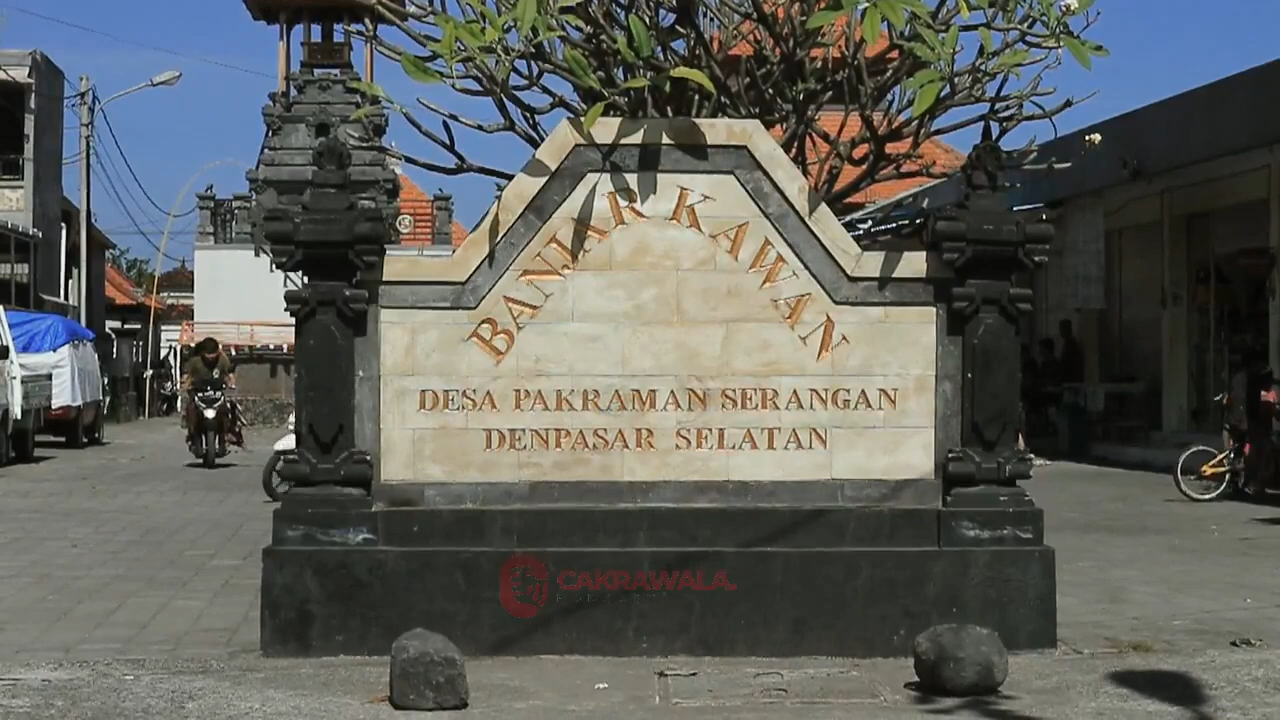 BANJAR KAWAN
DESA PAKRAMAN SERANGAN
DENPASAR SELATAN
CAKRAWALA